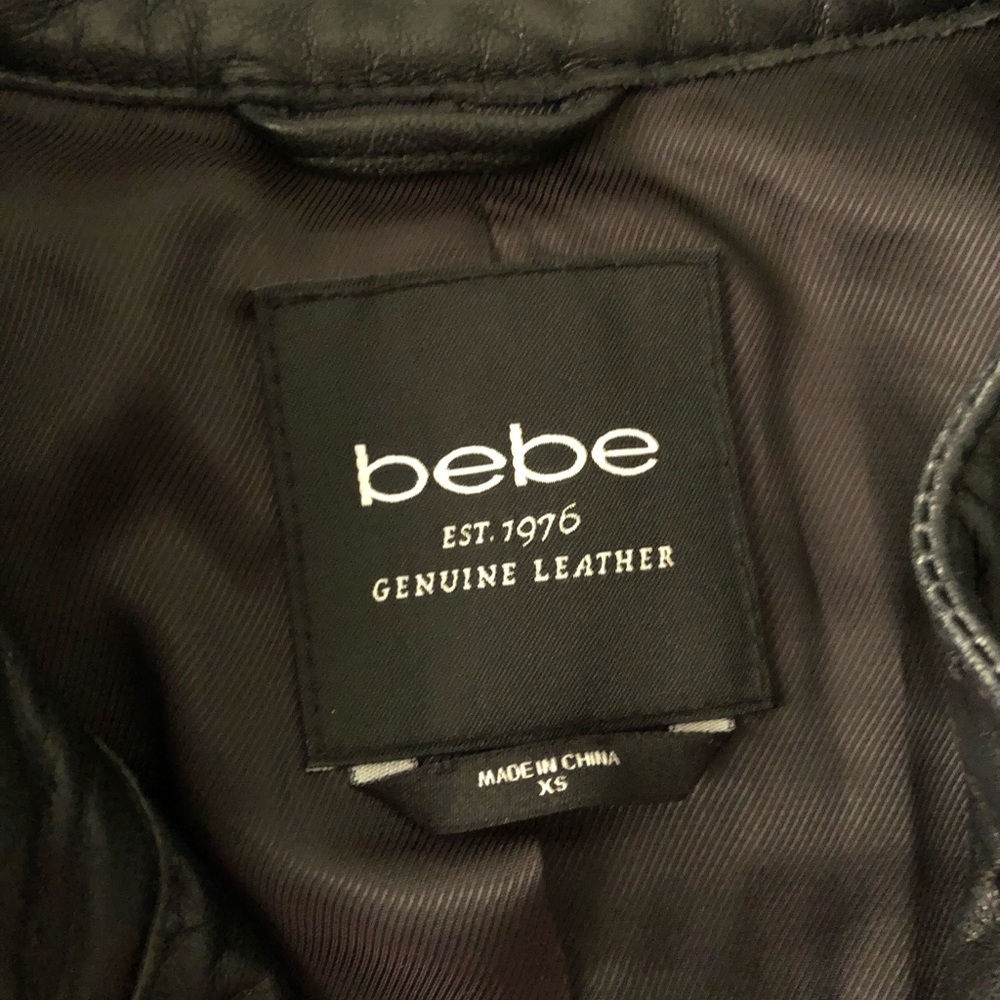 bebe
EST. 1976
GENUINE LEATHER
MADE IN CHINA
XS